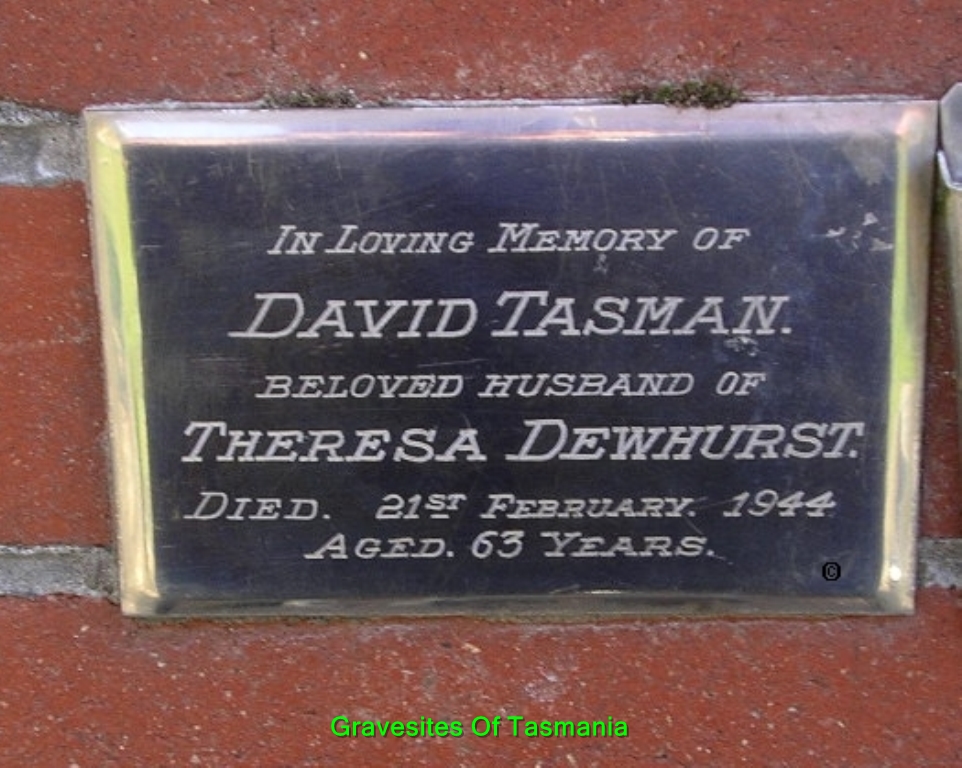 In Loving Memory of
David Tasman.
beloved husband of
Theresa Dewhurst.
Died. 21st February. 1944
Aged. 63 Years.
©
Gravesites Of Tasmania